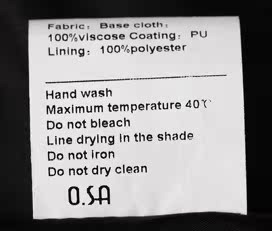 Fabric: Base cloth:
100%viscose Coating: PU
Lining: 100%polyester
Hand wash
Maximum temperature 40℃
Do not bleach
Line drying in the shade
Do not iron
Do not dry clean
O.SA